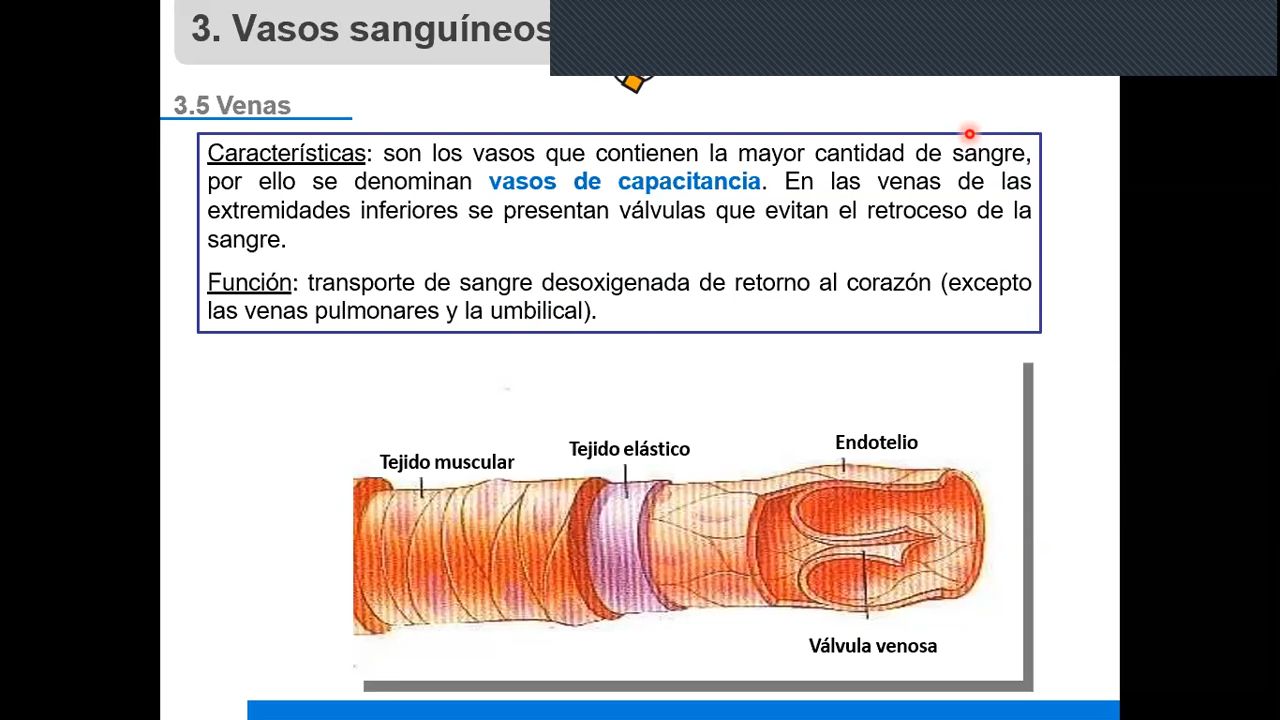 3. Vasos sanguíneos
3.5 Venas
Características: son los vasos que contienen la mayor cantidad de sangre,
por ello se denominan vasos de capacitancia. En las venas de las
extremidades inferiores se presentan válvulas que evitan el retroceso de la
sangre.
Función: transporte de sangre desoxigenada de retorno al corazón (excepto
las venas pulmonares y la umbilical).
Endotelio
Tejido elástico
Tejido muscular
Válvula venosa